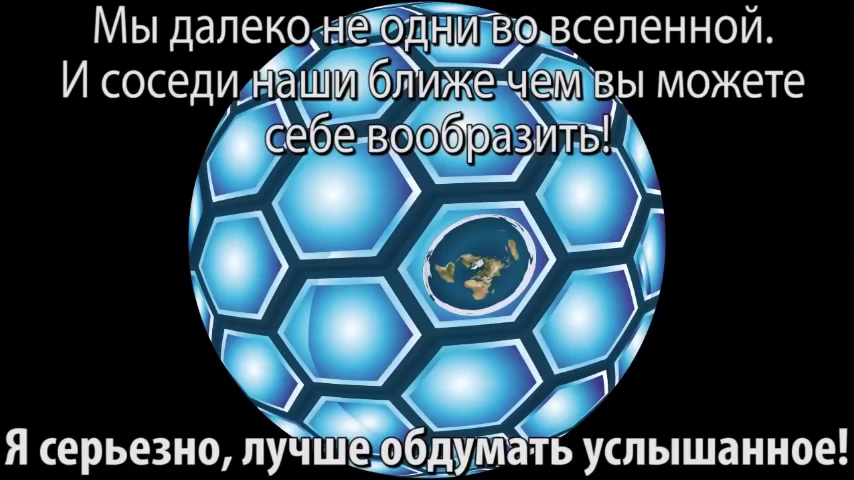 Мы далеко не одни во вселенной.
И соседи наши ближе чем вы можете
себе вообразить!
Я серьезно, лучше обдумать услышанное!